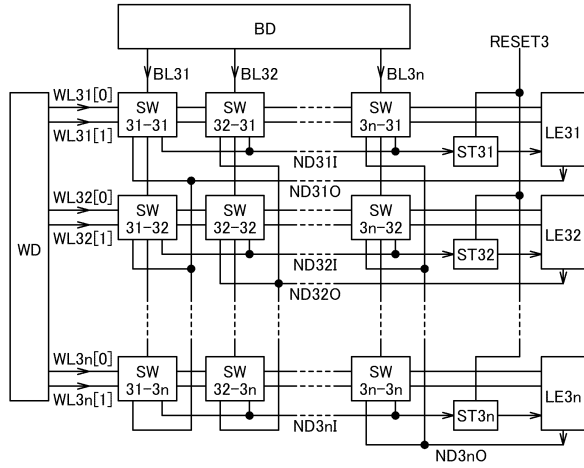 BD
RESET3
BL31 BL32 BL3n
WL31[0] SW 31-31 SW 32-31 SW 3n-31
WL31[1] ND31I ST31 LE31
ND31O
WL32[0] SW 31-32 SW 32-32 SW 3n-32
WD WL32[1] ND32I ST32 LE32
ND32O
WL3n[0] SW 31-3n SW 32-3n SW 3n-3n
WL3n[1] ND3nI ST3n LE3n
ND3nO